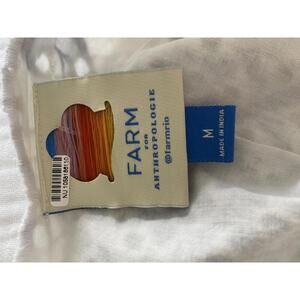 FARM
FOR
ANTHROPOLOGIE
@farmrio
M
MADE IN INDIA